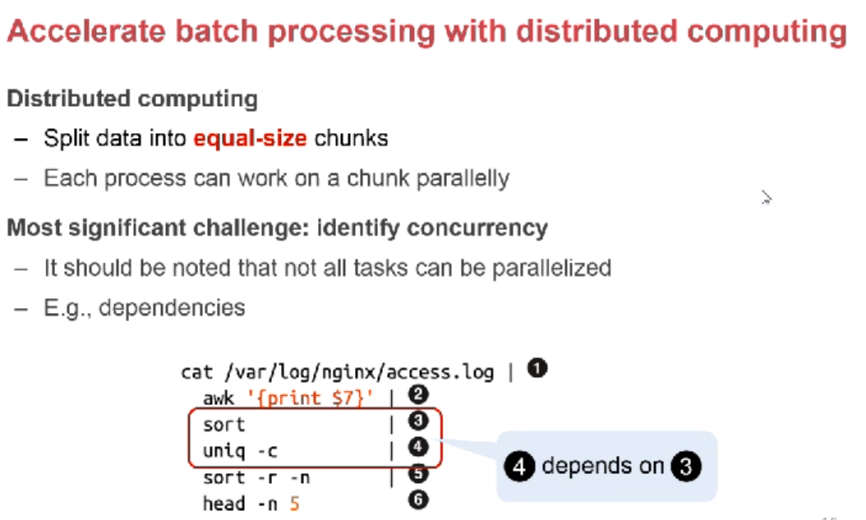 Accelerate batch processing with distributed computing
Distributed computing
– Split data into equal-size chunks
– Each process can work on a chunk parallelly
Most significant challenge: identify concurrency
– It should be noted that not all tasks can be parallelized
– E.g., dependencies
cat /var/log/nginx/access.log | ❶
awk '{print $7}' | ❷
sort | ❸
uniq -c | ❹
❹ depends on ❸
sort -r -n | ❺
head -n 5 ❻